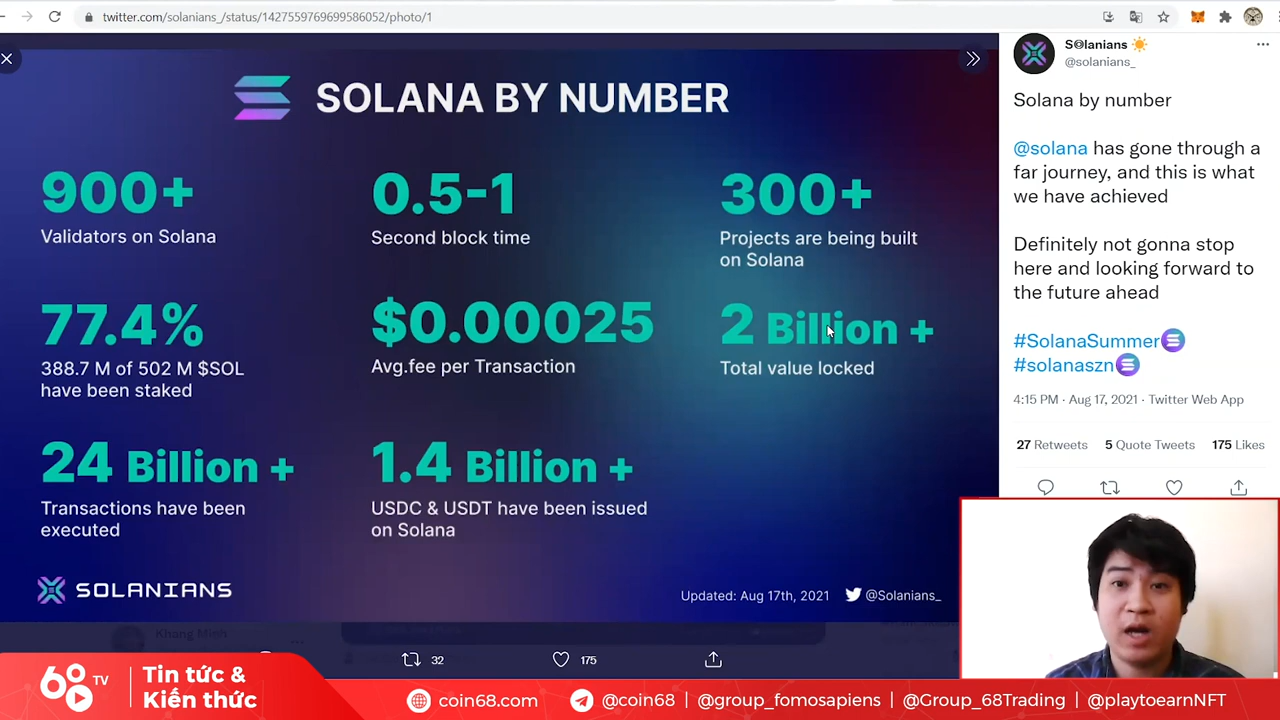 twitter.com/solanians_/status/1427559769699586052/photo/1
SOLANA BY NUMBER
900+
Validators on Solana
0.5-1
Second block time
300+
Projects are being built
on Solana
77.4%
388.7 M of 502 M $SOL
have been staked
$0.00025
Avg.fee per Transaction
2 Billion +
Total value locked
24 Billion +
Transactions have been
executed
1.4 Billion +
USDC & USDT have been issued
on Solana
SOLANIANS
Updated: Aug 17th, 2021
@Solanians_
Khang Minh
32
175
S◎lanians ☀️
@solanians_
Solana by number
@solana has gone through a
far journey, and this is what
we have achieved
Definitely not gonna stop
here and looking forward to
the future ahead
#SolanaSummer
#solanaszn
4:15 PM · Aug 17, 2021 · Twitter Web App
27 Retweets 5 Quote Tweets 175 Likes
68 TV
Tin tức &
Kiến thức
coin68.com | @coin68 | @group_fomosapiens | @Group_68Trading | @playtoearnNFT